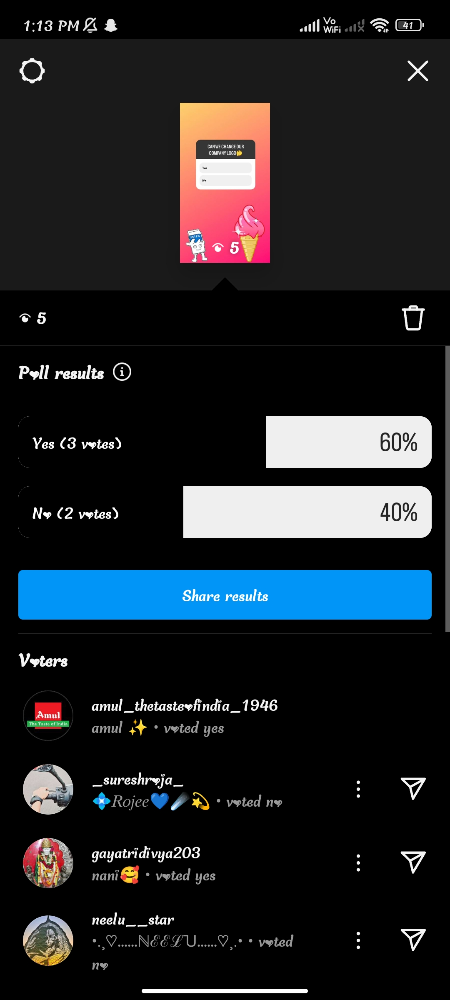 1:13 PM
Vo
WiFi
41
CAN WE CHANGE OUR
COMPANY LOGO🤔
Yes
No
milk
5
5
Poll results
Yes (3 votes)
60%
No (2 votes)
40%
Share results
Voters
Amul
The Taste of India
amul_thetasteofindia_1946
amul ✨ • voted yes
_sureshroja_
💠Rojee💙☄️💫 • voted no
gayatridivya203
nani🥰 • voted yes
neelu__star
•.¸♡......ℕℰℰℒU......♡¸.• • voted
no